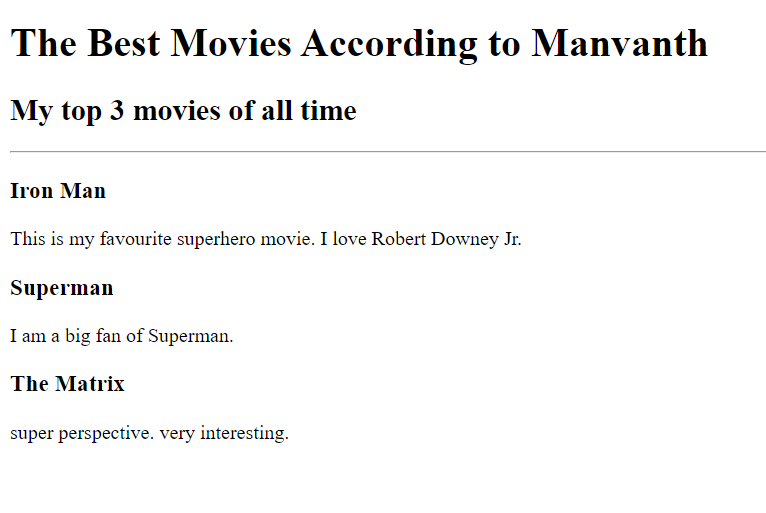 The Best Movies According to Manvanth
My top 3 movies of all time
Iron Man
This is my favourite superhero movie. I love Robert Downey Jr.
Superman
I am a big fan of Superman.
The Matrix
super perspective. very interesting.